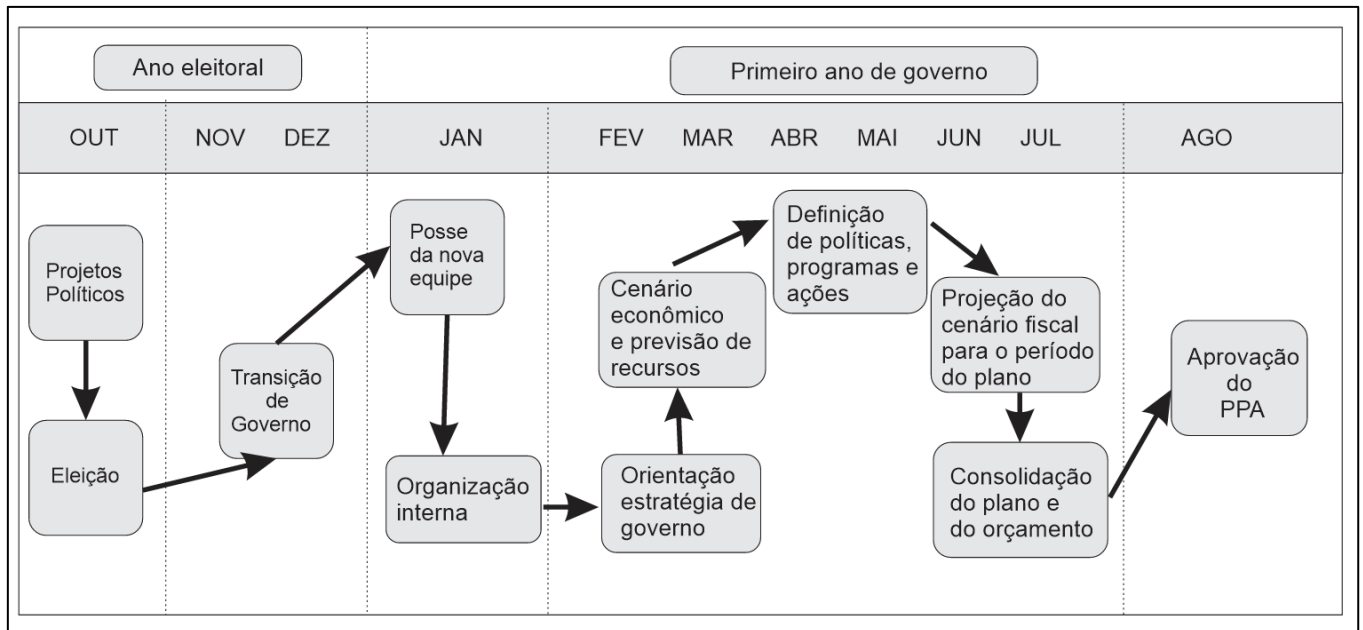 Ano eleitoral
Primeiro ano de governo
OUT
NOV
DEZ
JAN
FEV
MAR
ABR
MAI
JUN
JUL
AGO
Projetos
Políticos
Eleição
Transição
de
Governo
Posse
da nova
equipe
Organização
interna
Orientação
estratégia de
governo
Cenário
econômico
e previsão de
recursos
Definição
de políticas,
programas e
ações
Projeção do
cenário fiscal
para o período
do plano
Consolidação
do plano e
do orçamento
Aprovação
do
PPA